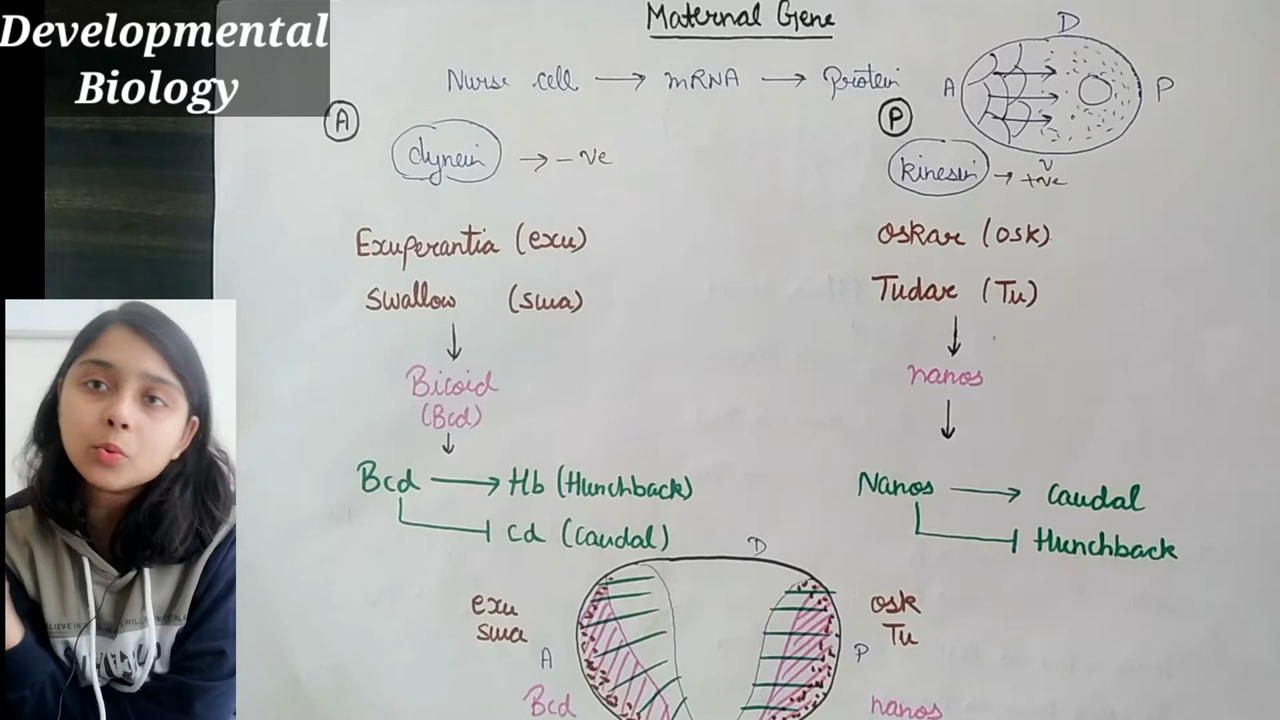 Developmental
Biology
Maternal Gene
Nurse cell → mRNA → Protein
D
A
P
V
A
dynein → -ve
P
kinesin → +ve
Exuperantia (exu)
Swallow (swa)
↓
Bicoid
(Bcd)
↓
Bcd → Hb (Hunchback)
Cd (Caudal)
Oskar (osk)
Tudar (Tu)
↓
nanos
↓
Nanos → Caudal
Hunchback
D
exu
swa
A
Bcd
osk
Tu
P
nanos